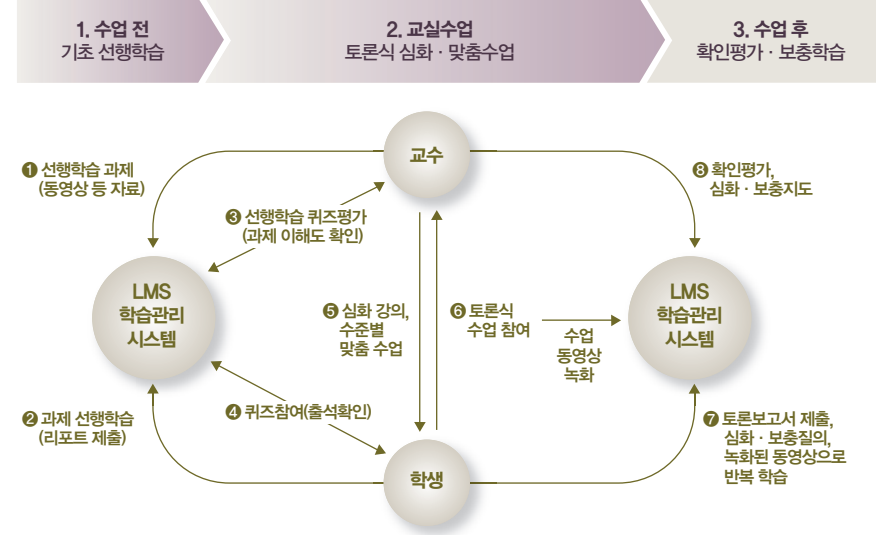 1. 수업 전
기초 선행학습
2. 교실수업
토론식 심화 · 맞춤수업
3. 수업 후
확인평가 · 보충학습
교수
❶ 선행학습 과제
(동영상 등 자료)
❽ 확인평가,
심화 · 보충지도
❸ 선행학습 퀴즈평가
(과제 이해도 확인)
LMS
학습관리
시스템
❺ 심화 강의,
수준별
맞춤 수업
❻ 토론식
수업 참여
수업
동영상
녹화
LMS
학습관리
시스템
❷ 과제 선행학습
(리포트 제출)
❹ 퀴즈참여(출석확인)
❼ 토론보고서 제출,
심화 · 보충질의,
녹화된 동영상으로
반복 학습
학생